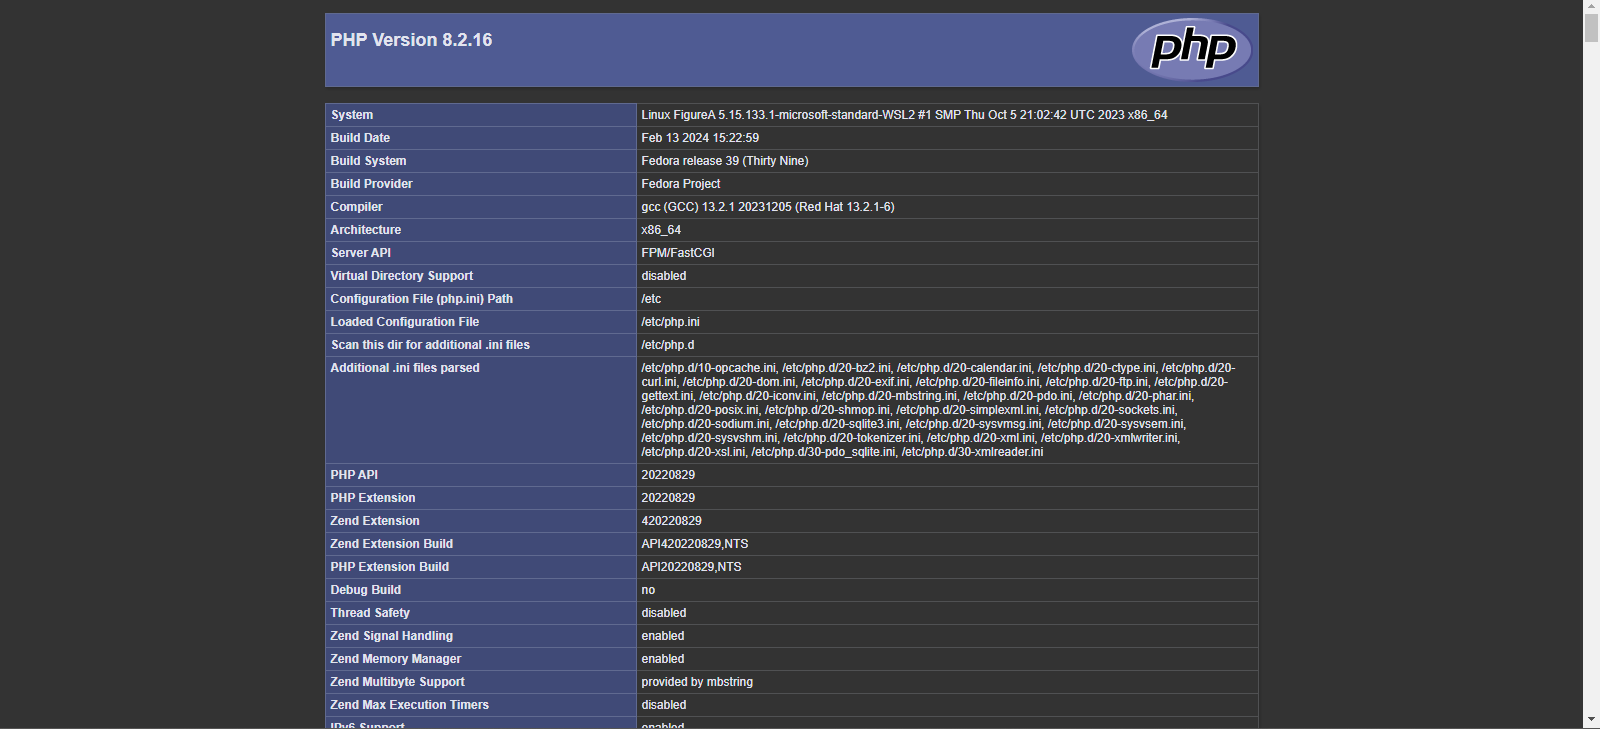 PHP Version 8.2.16
php
System Linux FigureA 5.15.133.1-microsoft-standard-WSL2 #1 SMP Thu Oct 5 21:02:42 UTC 2023 x86_64
Build Date Feb 13 2024 15:22:59
Build System Fedora release 39 (Thirty Nine)
Build Provider Fedora Project
Compiler gcc (GCC) 13.2.1 20231205 (Red Hat 13.2.1-6)
Architecture x86_64
Server API FPM/FastCGI
Virtual Directory Support disabled
Configuration File (php.ini) Path /etc
Loaded Configuration File /etc/php.ini
Scan this dir for additional .ini files /etc/php.d
Additional .ini files parsed /etc/php.d/10-opcache.ini, /etc/php.d/20-bz2.ini, /etc/php.d/20-calendar.ini, /etc/php.d/20-ctype.ini, /etc/php.d/20-
curl.ini, /etc/php.d/20-dom.ini, /etc/php.d/20-exif.ini, /etc/php.d/20-fileinfo.ini, /etc/php.d/20-ftp.ini, /etc/php.d/20-
gettext.ini, /etc/php.d/20-iconv.ini, /etc/php.d/20-mbstring.ini, /etc/php.d/20-pdo.ini, /etc/php.d/20-phar.ini,
/etc/php.d/20-posix.ini, /etc/php.d/20-shmop.ini, /etc/php.d/20-simplexml.ini, /etc/php.d/20-sockets.ini,
/etc/php.d/20-sodium.ini, /etc/php.d/20-sqlite3.ini, /etc/php.d/20-sysvmsg.ini, /etc/php.d/20-sysvsem.ini,
/etc/php.d/20-sysvshm.ini, /etc/php.d/20-tokenizer.ini, /etc/php.d/20-xml.ini, /etc/php.d/20-xmlwriter.ini,
/etc/php.d/20-xsl.ini, /etc/php.d/30-pdo_sqlite.ini, /etc/php.d/30-xmlreader.ini
PHP API 20220829
PHP Extension 20220829
Zend Extension 420220829
Zend Extension Build API420220829,NTS
PHP Extension Build API20220829,NTS
Debug Build no
Thread Safety disabled
Zend Signal Handling enabled
Zend Memory Manager enabled
Zend Multibyte Support provided by mbstring
Zend Max Execution Timers disabled
IPv6 Support enabled